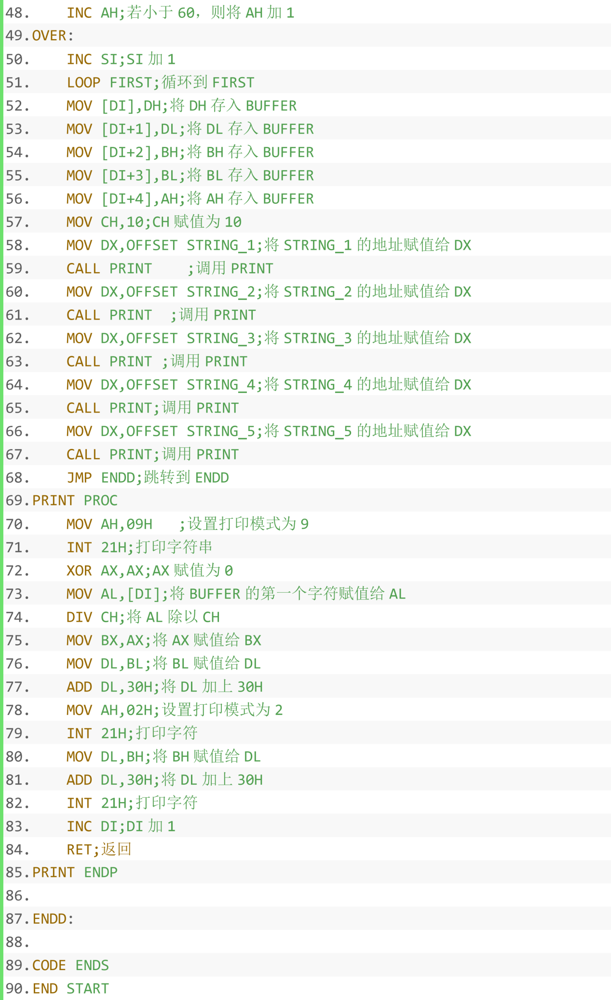 48.    INC AH;若小于 60，则将 AH 加 1
49.OVER:
50.    INC SI;SI 加 1
51.    LOOP FIRST;循环到 FIRST
52.    MOV [DI],DH;将 DH 存入 BUFFER
53.    MOV [DI+1],DL;将 DL 存入 BUFFER
54.    MOV [DI+2],BH;将 BH 存入 BUFFER
55.    MOV [DI+3],BL;将 BL 存入 BUFFER
56.    MOV [DI+4],AH;将 AH 存入 BUFFER
57.    MOV CH,10;CH 赋值为 10
58.    MOV DX,OFFSET STRING_1;将 STRING_1 的地址赋值给 DX
59.    CALL PRINT    ;调用 PRINT
60.    MOV DX,OFFSET STRING_2;将 STRING_2 的地址赋值给 DX
61.    CALL PRINT  ;调用 PRINT
62.    MOV DX,OFFSET STRING_3;将 STRING_3 的地址赋值给 DX
63.    CALL PRINT ;调用 PRINT
64.    MOV DX,OFFSET STRING_4;将 STRING_4 的地址赋值给 DX
65.    CALL PRINT;调用 PRINT
66.    MOV DX,OFFSET STRING_5;将 STRING_5 的地址赋值给 DX
67.    CALL PRINT;调用 PRINT
68.    JMP ENDD;跳转到 ENDD
69.PRINT PROC
70.    MOV AH,09H   ;设置打印模式为 9
71.    INT 21H;打印字符串
72.    XOR AX,AX;AX 赋值为 0
73.    MOV AL,[DI];将 BUFFER 的第一个字符赋值给 AL
74.    DIV CH;将 AL 除以 CH
75.    MOV BX,AX;将 AX 赋值给 BX
76.    MOV DL,BL;将 BL 赋值给 DL
77.    ADD DL,30H;将 DL 加上 30H
78.    MOV AH,02H;设置打印模式为 2
79.    INT 21H;打印字符
80.    MOV DL,BH;将 BH 赋值给 DL
81.    ADD DL,30H;将 DL 加上 30H
82.    INT 21H;打印字符
83.    INC DI;DI 加 1
84.    RET;返回
85.PRINT ENDP
86.
87.ENDD:
88.
89.CODE ENDS
90.END START